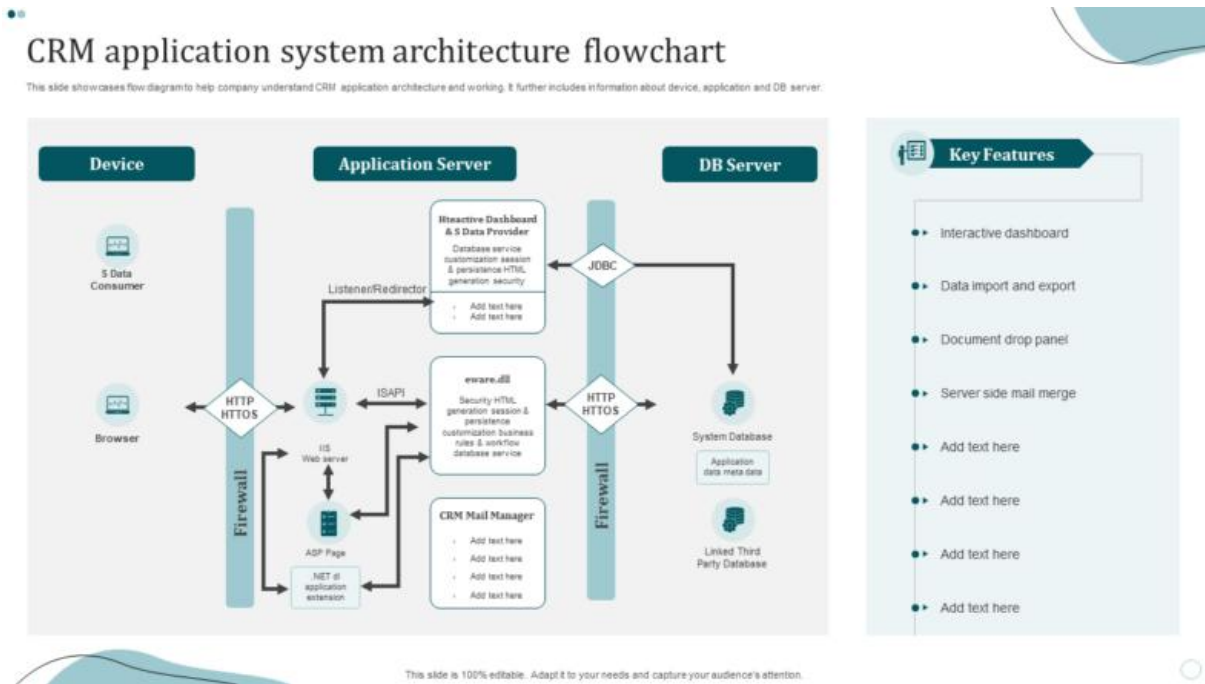 CRM application system architecture flowchart
This slide showcases flow diagram to help company understand CRM application architecture and working. It further includes information about device, application and DB server.
Device
Application Server
DB Server
S Data
Consumer
Browser
HTTP
HTTOS
Firewall
Listener/Redirector
ISAPI
IIS
Web server
ASP Page
.NET dl
application
extension
Hteactive Dashboard
& S Data Provider
Database service
customization session
& persistence HTML
generation security
Add text here
Add text here
eware.dll
Security HTML
generation session &
persistence
customization business
rules & workflow
database service
CRM Mail Manager
Add text here
Add text here
Add text here
Add text here
JDBC
HTTP
HTTOS
Firewall
System Database
Application
data meta data
Linked Third
Party Database
Key Features
Interactive dashboard
Data import and export
Document drop panel
Server side mail merge
Add text here
Add text here
Add text here
Add text here
This slide is 100% editable. Adapt it to your needs and capture your audience's attention.